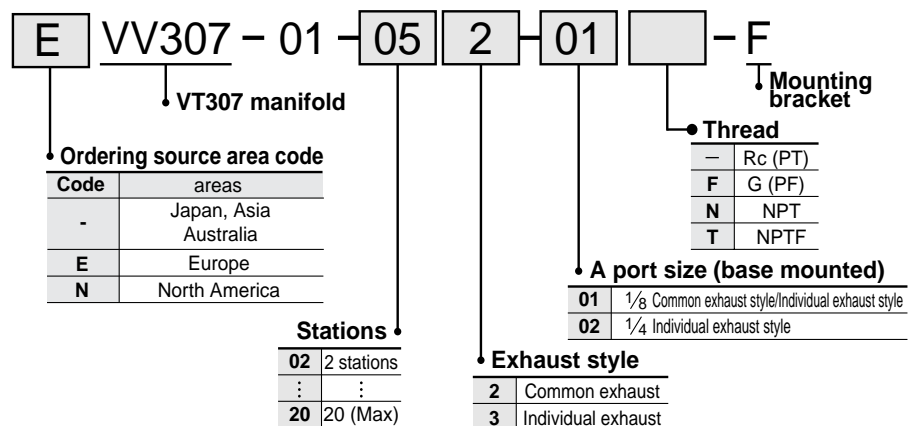 E VV307 - 01 - 05 2 - 01 - F
VT307 manifold
Mounting
bracket
Ordering source area code
Code areas
- Japan, Asia
Australia
E Europe
N North America
Thread
– Rc (PT)
F G (PF)
N NPT
T NPTF
A port size (base mounted)
01 1/8 Common exhaust style/Individual exhaust style
02 1/4 Individual exhaust style
Stations
02 2 stations
⋮ ⋮
20 20 (Max)
Exhaust style
2 Common exhaust
3 Individual exhaust